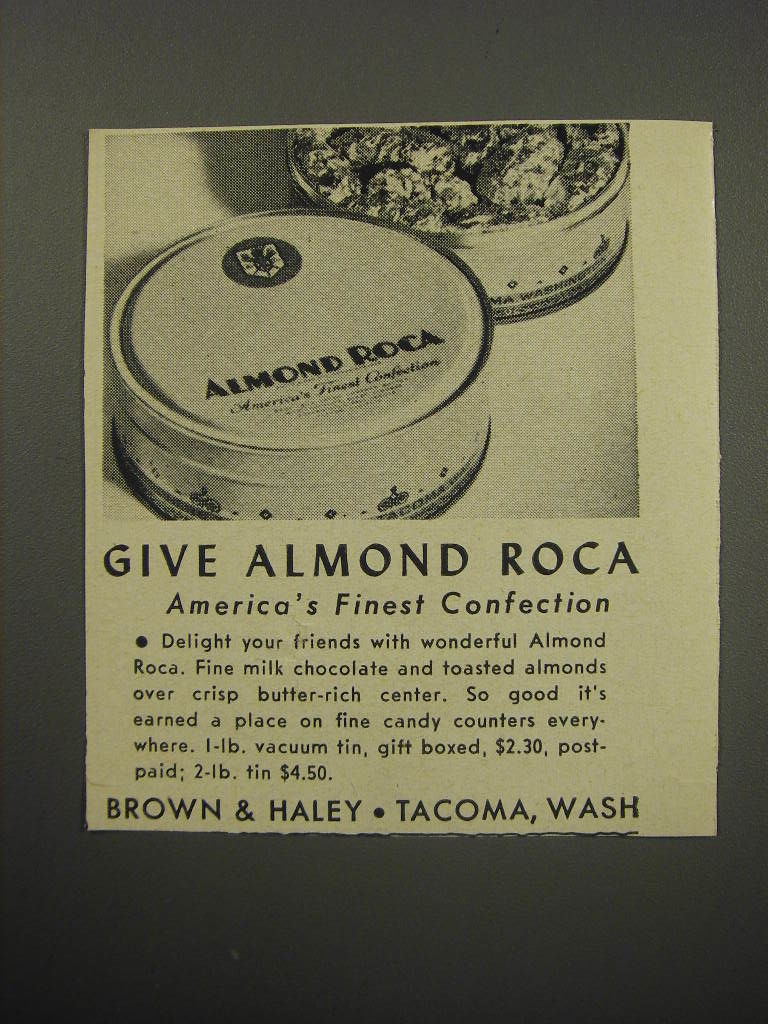 MA WASHIN
ALMOND ROCA
America's Finest Confection
TACOMA
GIVE ALMOND ROCA
America's Finest Confection
• Delight your friends with wonderful Almond
Roca. Fine milk chocolate and toasted almonds
over crisp butter-rich center. So good it's
earned a place on fine candy counters every-
where. 1-lb. vacuum tin, gift boxed, $2.30, post-
paid; 2-lb. tin $4.50.
BROWN & HALEY • TACOMA, WASH